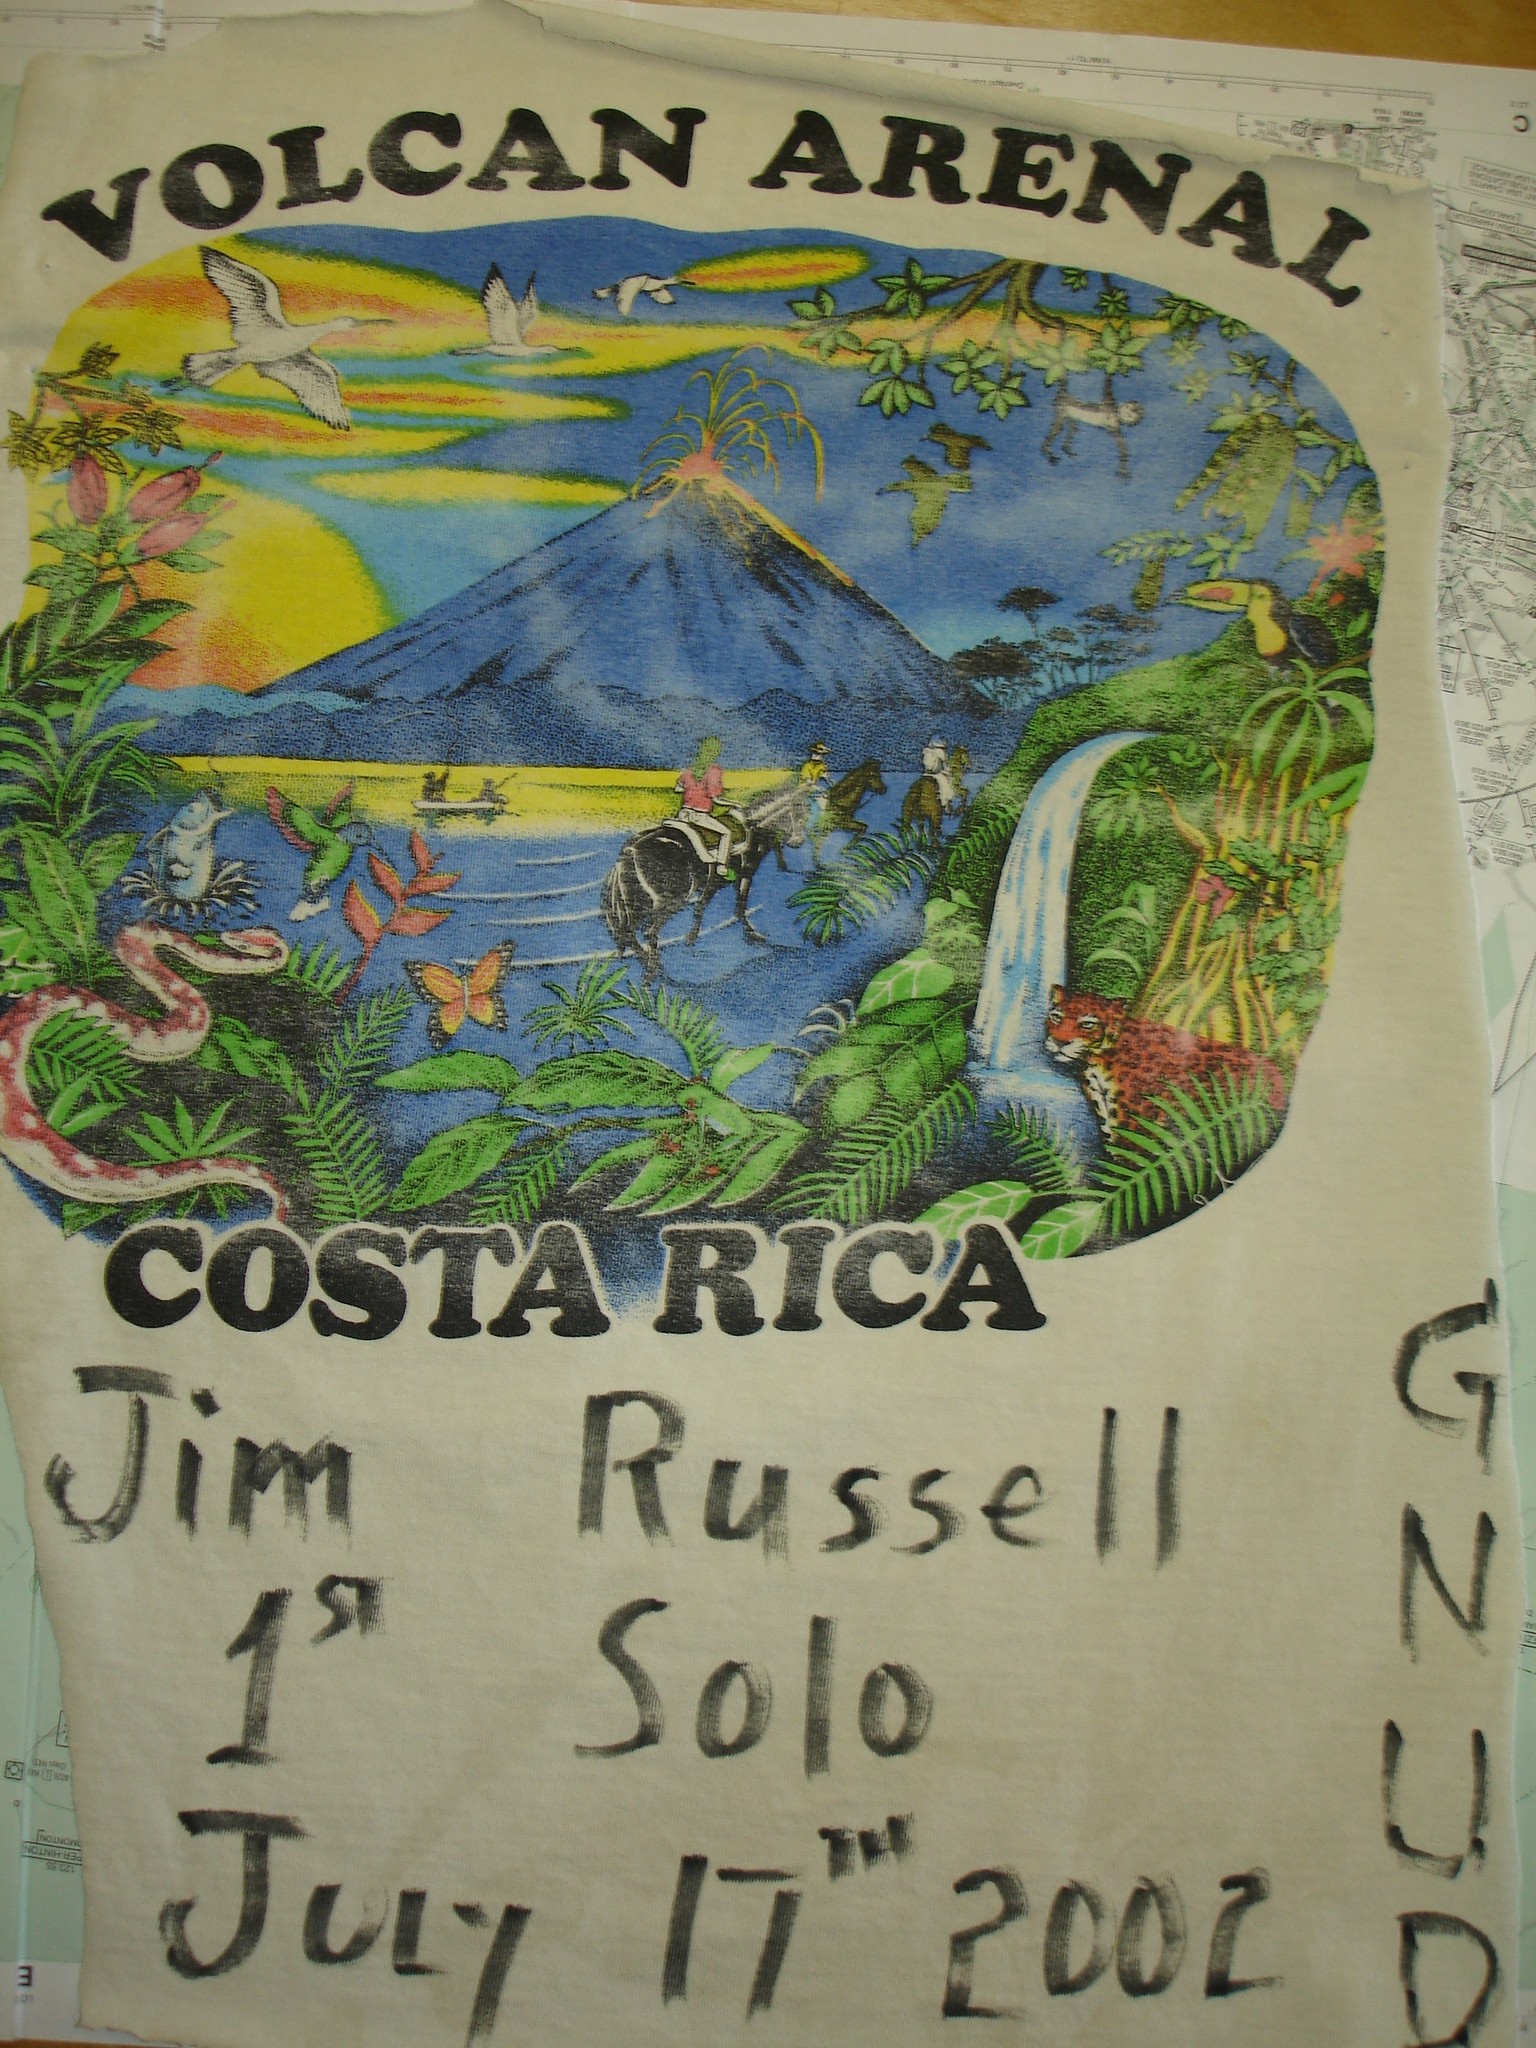 VOLCAN ARENAL
COSTA RICA
Jim Russell
1ST Solo
July 17TH 2002
GNUD